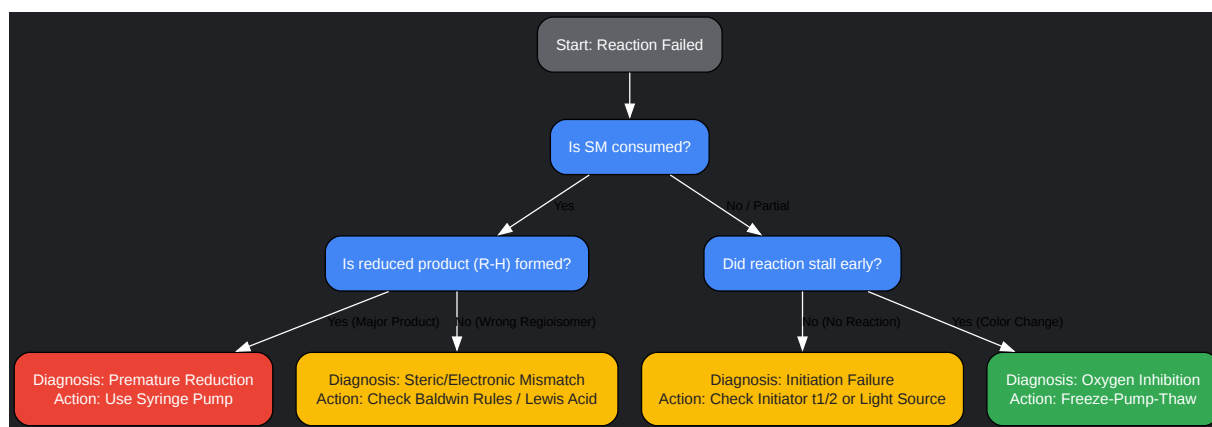 Start: Reaction Failed
Is SM consumed?
Yes
No / Partial
Is reduced product (R-H) formed?
Did reaction stall early?
Yes (Major Product)
No (Wrong Regioisomer)
No (No Reaction)
Yes (Color Change)
Diagnosis: Premature Reduction
Action: Use Syringe Pump
Diagnosis: Steric/Electronic Mismatch
Action: Check Baldwin Rules / Lewis Acid
Diagnosis: Initiation Failure
Action: Check Initiator t1/2 or Light Source
Diagnosis: Oxygen Inhibition
Action: Freeze-Pump-Thaw